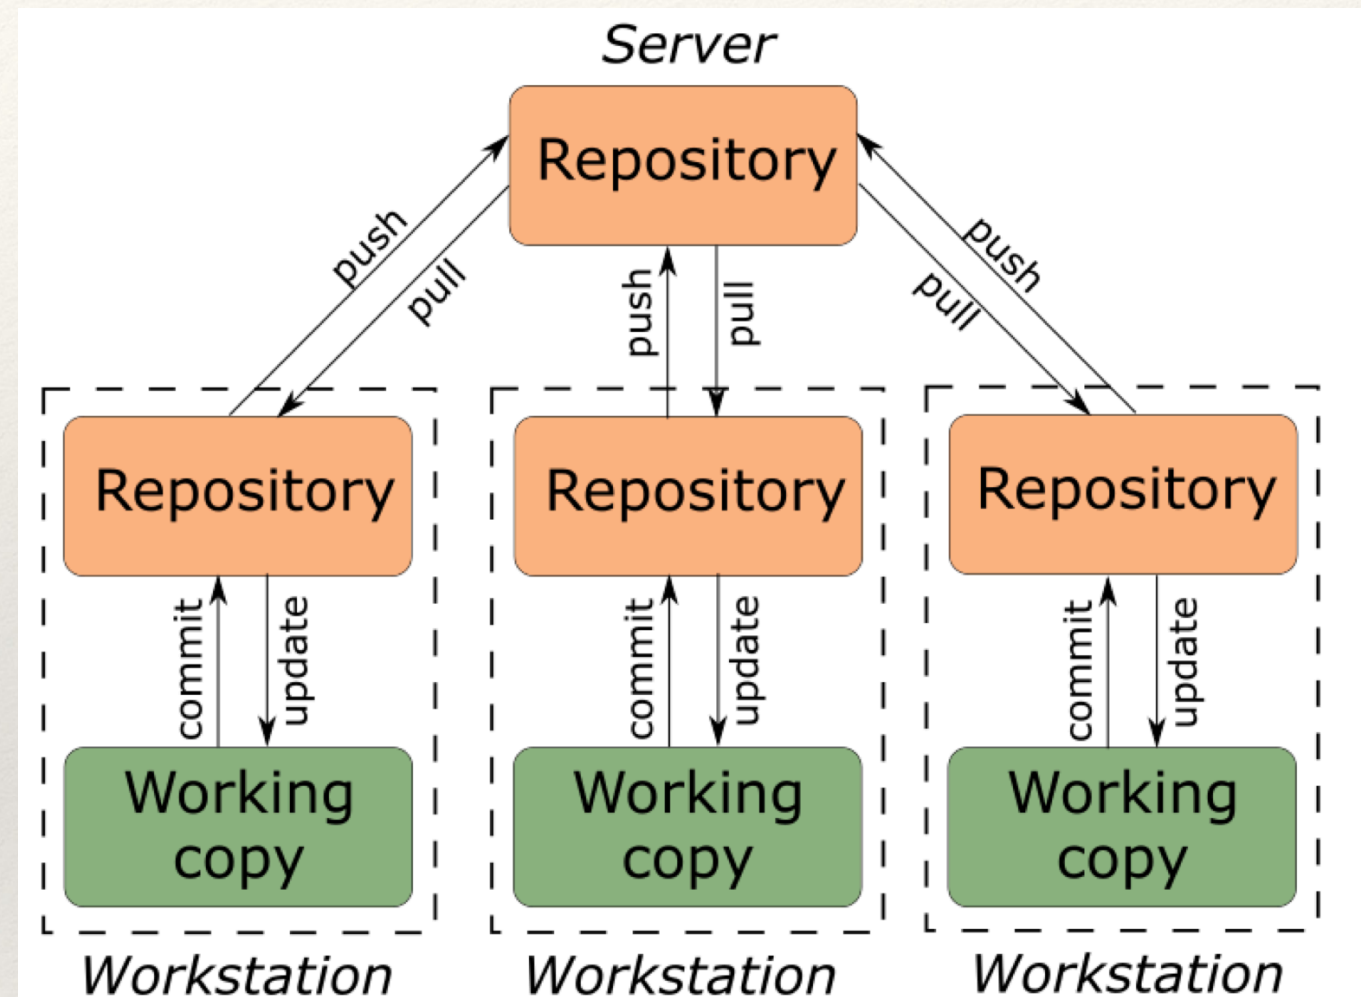 Server
Repository
push
pull
push
pull
push
pull
Repository
Repository
Repository
commit
update
commit
update
commit
update
Working
copy
Working
copy
Working
copy
Workstation
Workstation
Workstation